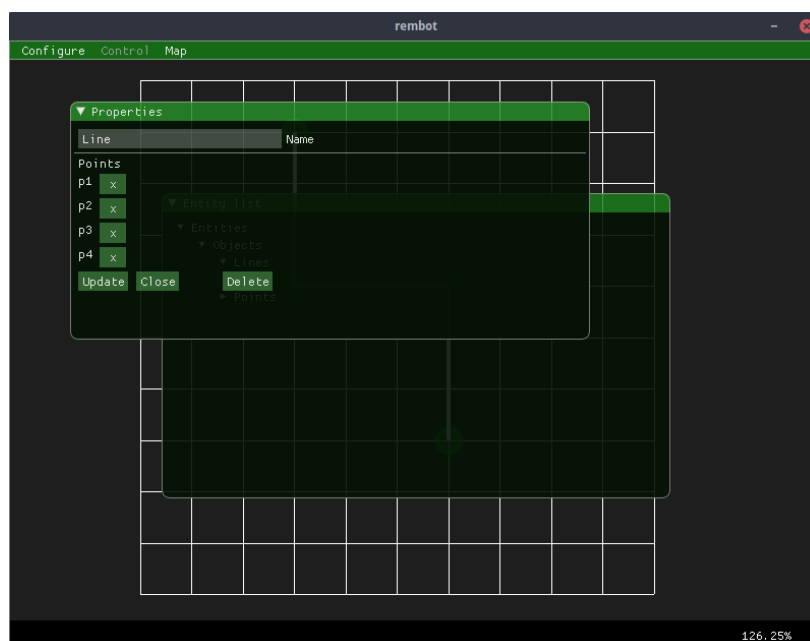 rembot
Configure Control Map
Properties
Line Name
Points
p1 x
p2 x
p3 x
p4 x
Update Close Delete
Entity list
Entities
Objects
Lines
Points
126.25%